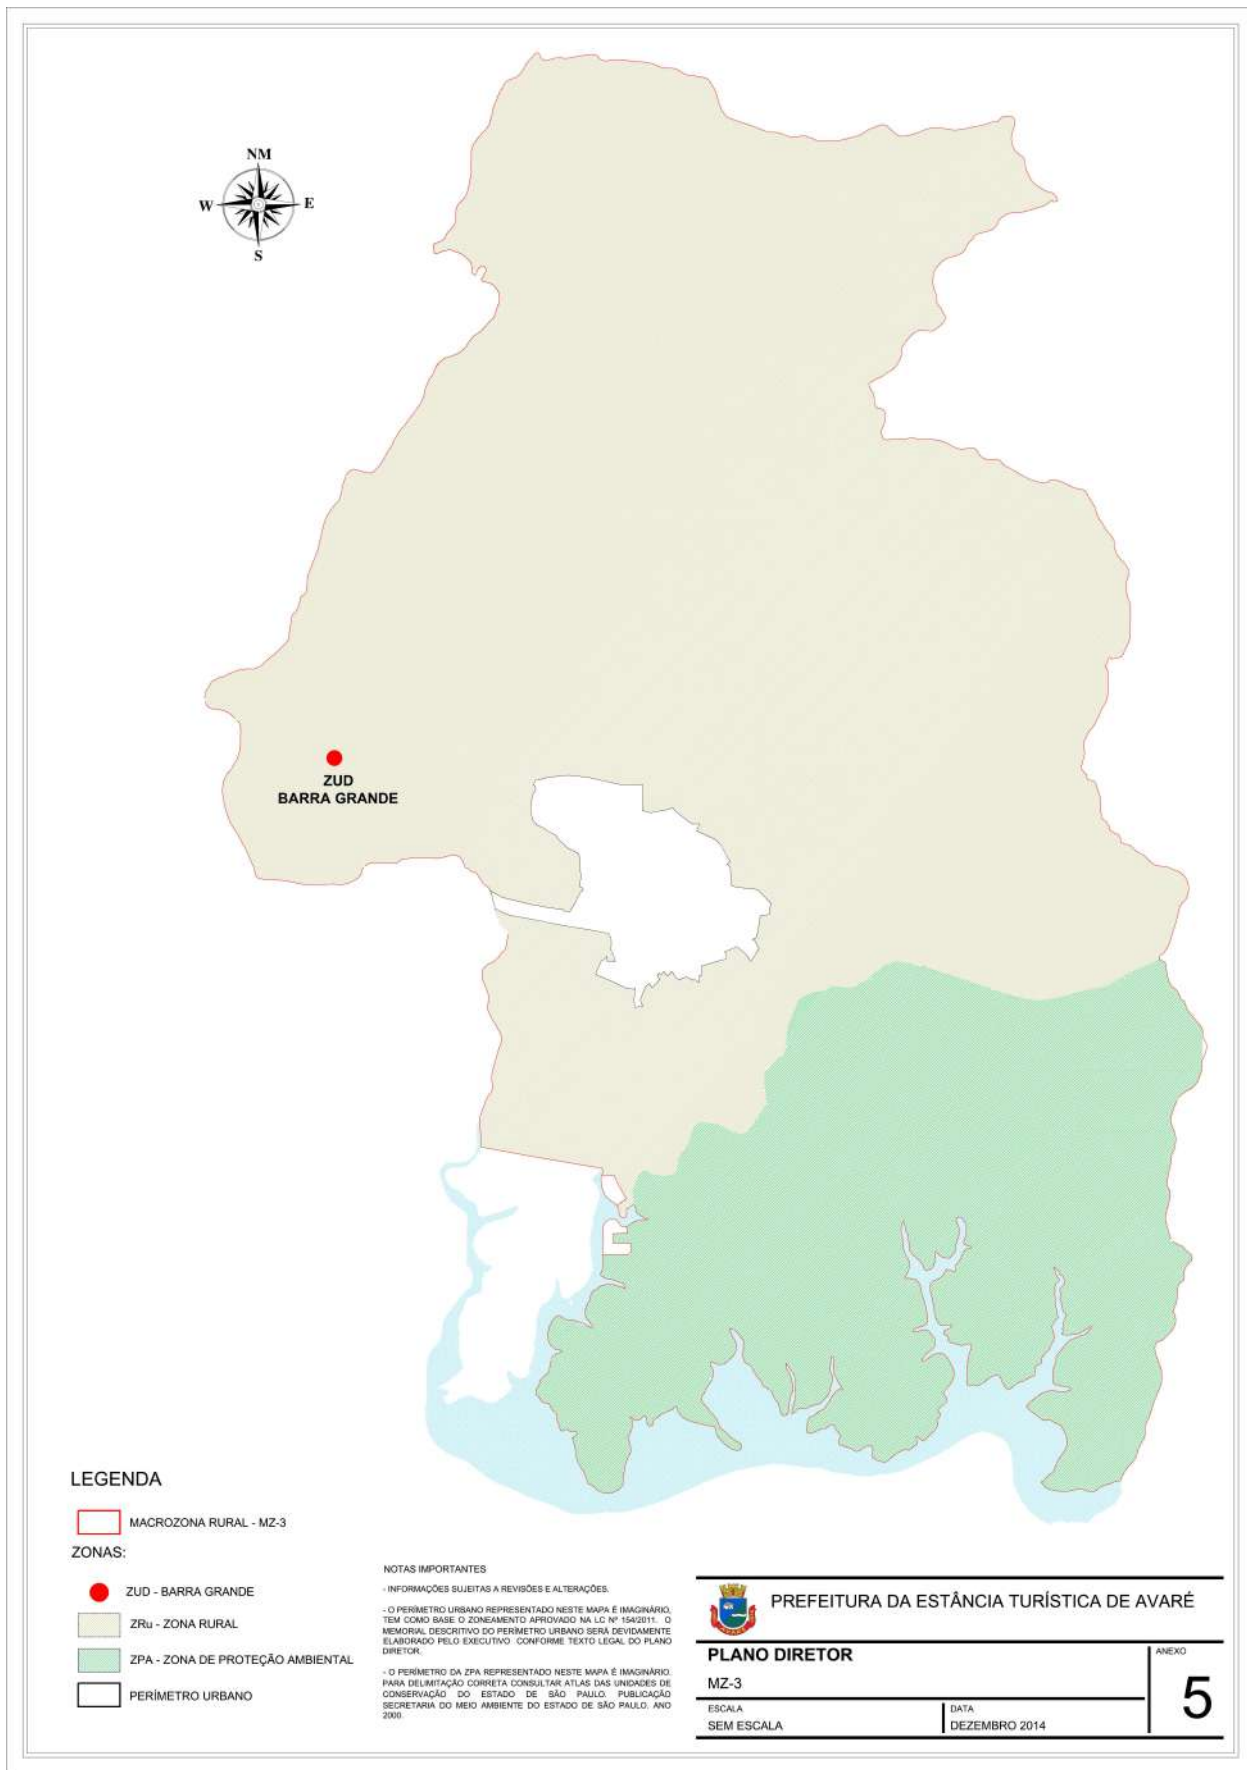 NM
W
E
S
ZUD
BARRA GRANDE
LEGENDA
MACROZONA RURAL - MZ-3
ZONAS:
ZUD - BARRA GRANDE
ZRu - ZONA RURAL
ZPA - ZONA DE PROTEÇÃO AMBIENTAL
PERÍMETRO URBANO
NOTAS IMPORTANTES
- INFORMAÇÕES SUJEITAS A REVISÕES E ALTERAÇÕES.
- O PERÍMETRO URBANO REPRESENTADO NESTE MAPA É IMAGINÁRIO,
TEM COMO BASE O ZONEAMENTO APROVADO NA LC Nº 154/2011. O
MEMORIAL DESCRITIVO DO PERÍMETRO URBANO SERÁ DEVIDAMENTE
ELABORADO PELO EXECUTIVO CONFORME TEXTO LEGAL DO PLANO
DIRETOR.
- O PERÍMETRO DA ZPA REPRESENTADO NESTE MAPA É IMAGINÁRIO.
PARA DELIMITAÇÃO CORRETA CONSULTAR ATLAS DAS UNIDADES DE
CONSERVAÇÃO DO ESTADO DE SÃO PAULO. PUBLICAÇÃO
SECRETARIA DO MEIO AMBIENTE DO ESTADO DE SÃO PAULO. ANO
2000.
AVARÉ
PREFEITURA DA ESTÂNCIA TURÍSTICA DE AVARÉ
PLANO DIRETOR
MZ-3
ANEXO
5
ESCALA
SEM ESCALA
DATA
DEZEMBRO 2014